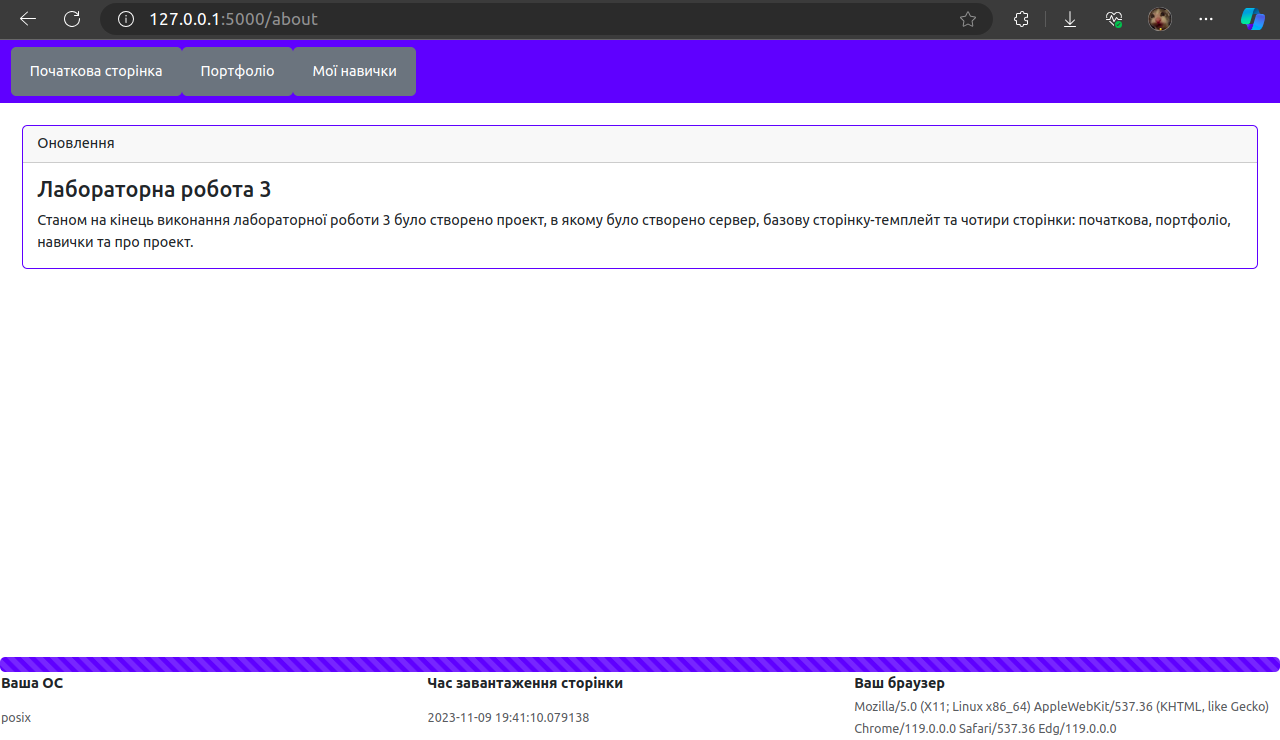 127.0.0.1:5000/about
Початкова сторінка Портфоліо Мої навички
Оновлення
Лабораторна робота 3
Станом на кінець виконання лабораторної роботи 3 було створено проект, в якому було створено сервер, базову сторінку-темплейт та чотири сторінки: початкова, портфоліо,
навички та про проект.
Ваша ОС
posix
Час завантаження сторінки
2023-11-09 19:41:10.079138
Ваш браузер
Mozilla/5.0 (X11; Linux x86_64) AppleWebKit/537.36 (KHTML, like Gecko)
Chrome/119.0.0.0 Safari/537.36 Edg/119.0.0.0